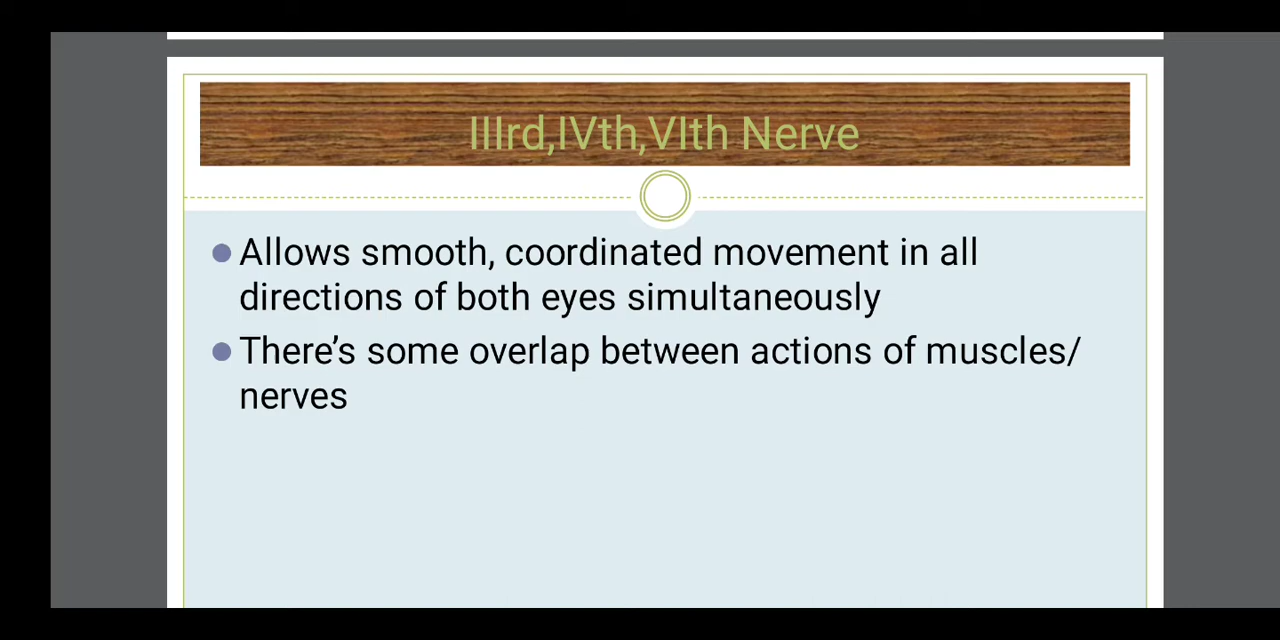 IIIrd,IVth,VIth Nerve
Allows smooth, coordinated movement in all
directions of both eyes simultaneously
There’s some overlap between actions of muscles/
nerves